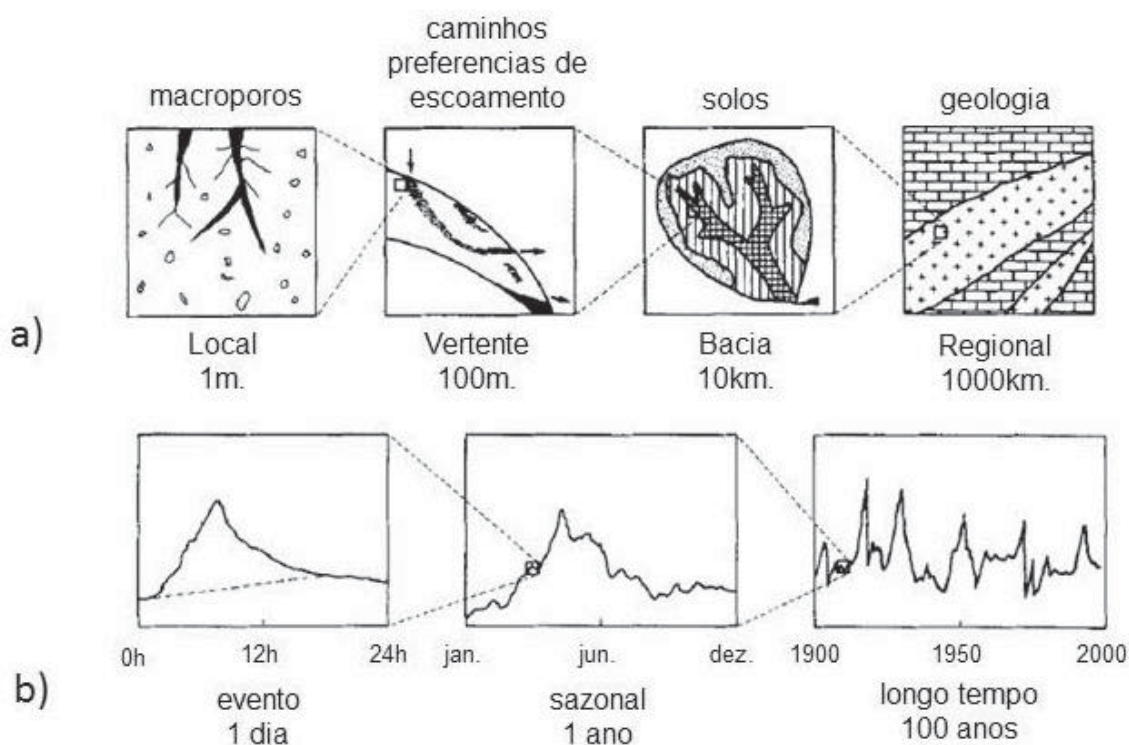 caminhos
preferencias de
macroporos escoamento solos geologia
a)
Local Vertente Bacia Regional
1m. 100m. 10km. 1000km.
0h 12h 24h jan. jun. dez. 1900 1950 2000
b)
evento sazonal longo tempo
1 dia 1 ano 100 anos